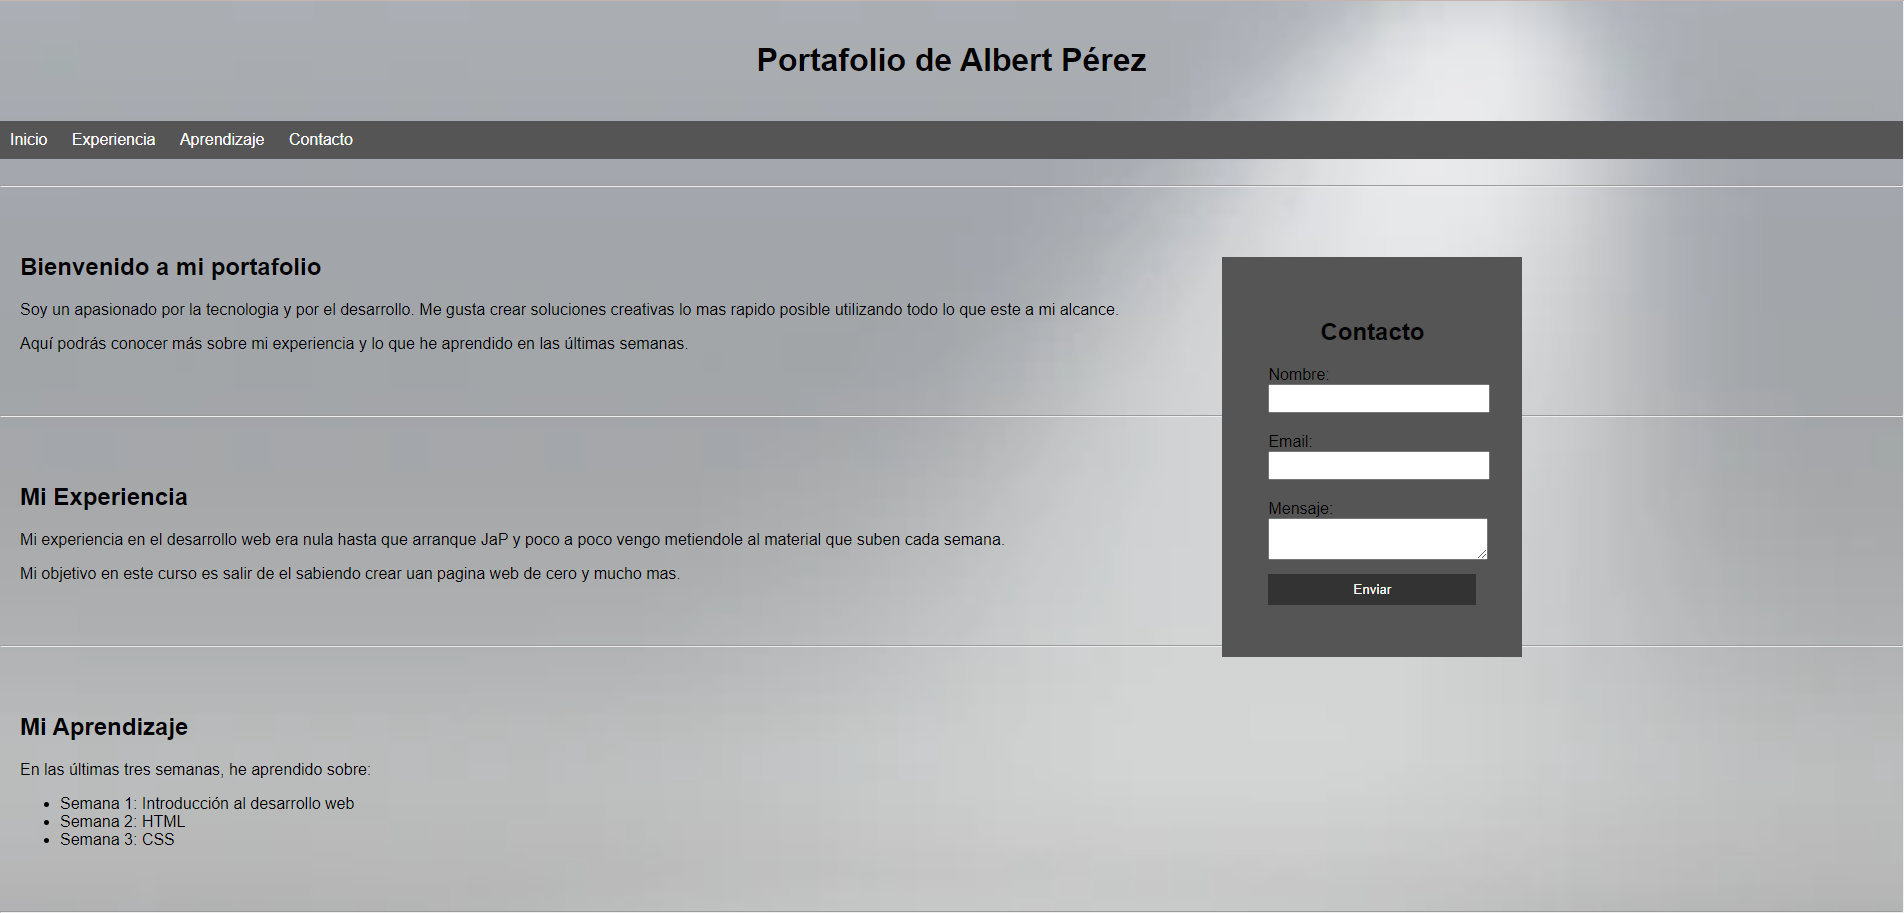 Portafolio de Albert Pérez
Inicio Experiencia Aprendizaje Contacto
Bienvenido a mi portafolio
Soy un apasionado por la tecnologia y por el desarrollo. Me gusta crear soluciones creativas lo mas rapido posible utilizando todo lo que este a mi alcance.
Aquí podrás conocer más sobre mi experiencia y lo que he aprendido en las últimas semanas.
Mi Experiencia
Mi experiencia en el desarrollo web era nula hasta que arranque JaP y poco a poco vengo metiendole al material que suben cada semana.
Mi objetivo en este curso es salir de el sabiendo crear uan pagina web de cero y mucho mas.
Mi Aprendizaje
En las últimas tres semanas, he aprendido sobre:
Semana 1: Introducción al desarrollo web
Semana 2: HTML
Semana 3: CSS
Contacto
Nombre:
Email:
Mensaje:
Enviar